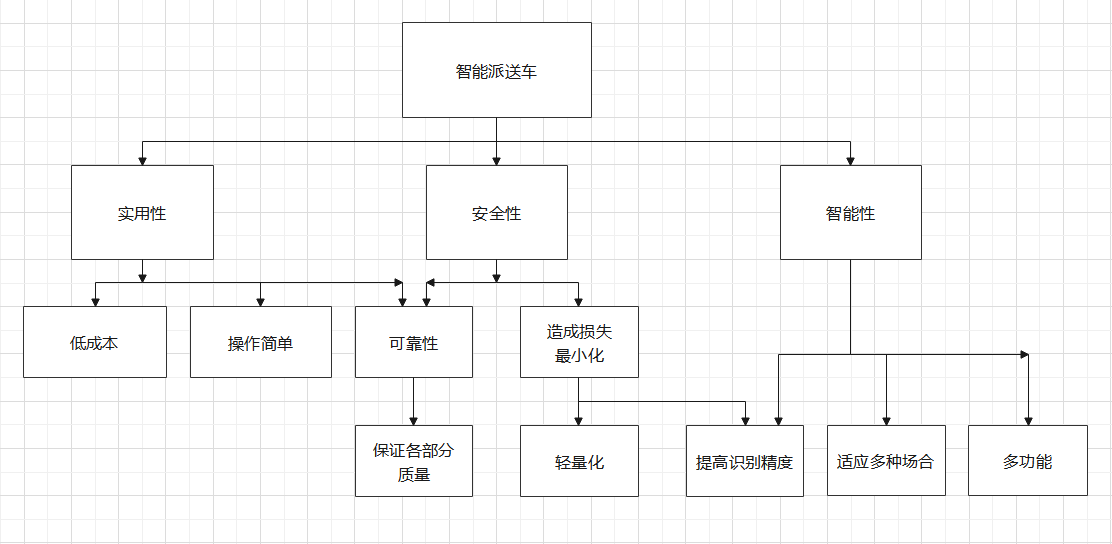 智能派送车
实用性
安全性
智能性
低成本
操作简单
可靠性
造成损失
最小化
保证各部分
质量
轻量化
提高识别精度
适应多种场合
多功能